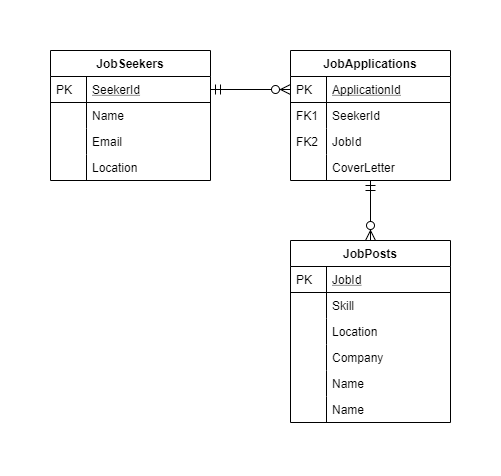 JobSeekers
PK SeekerId
Name
Email
Location
JobApplications
PK ApplicationId
FK1 SeekerId
FK2 JobId
CoverLetter
JobPosts
PK JobId
Skill
Location
Company
Name
Name